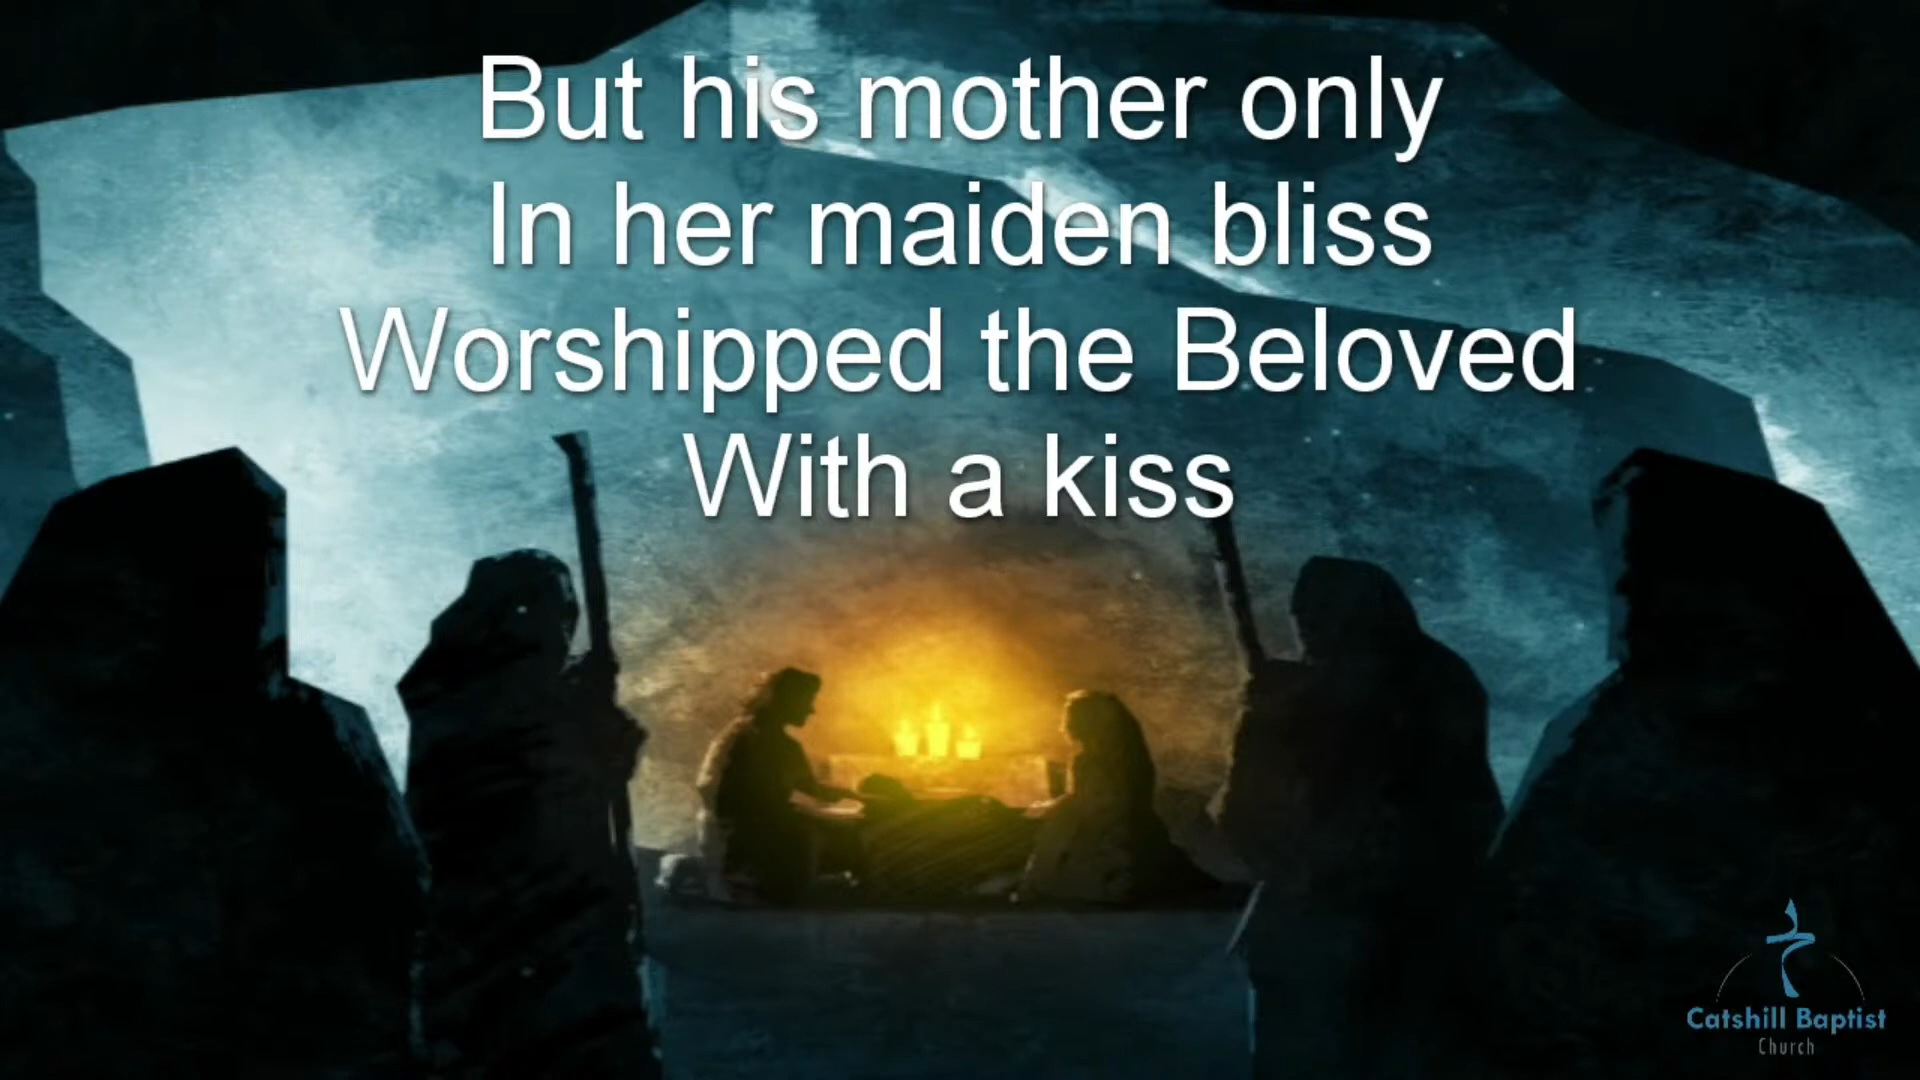 But his mother only
In her maiden bliss
Worshipped the Beloved
With a kiss
Catshill Baptist
Church